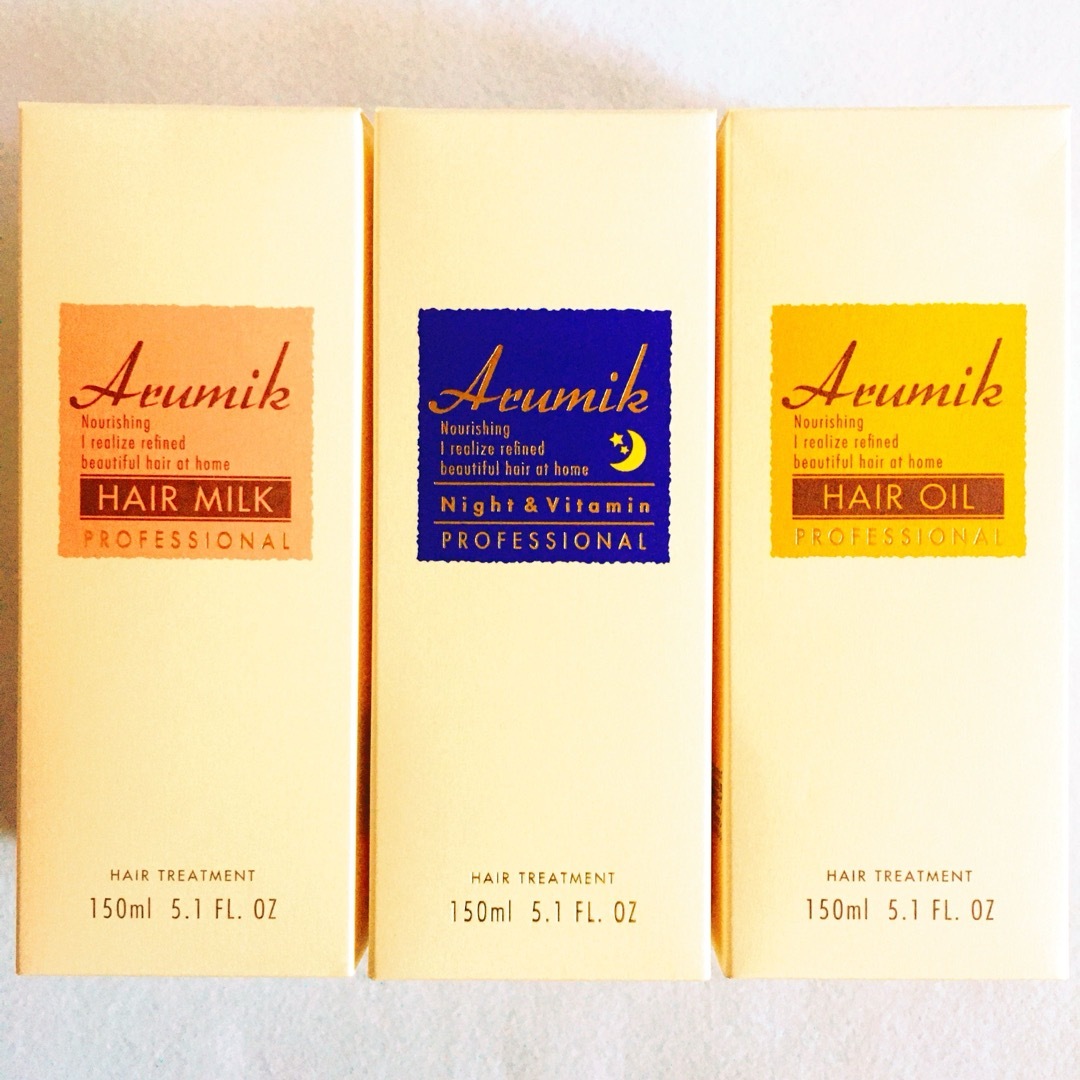 Arumik
Nourishing
I realize refined
beautiful hair at home
HAIR MILK
PROFESSIONAL
HAIR TREATMENT
150ml 5.1 FL. OZ
Arumik
Nourishing
I realize refined
beautiful hair at home
Night & Vitamin
PROFESSIONAL
HAIR TREATMENT
150ml 5.1 FL. OZ
Arumik
Nourishing
I realize refined
beautiful hair at home
HAIR OIL
PROFESSIONAL
HAIR TREATMENT
150ml 5.1 FL. OZ